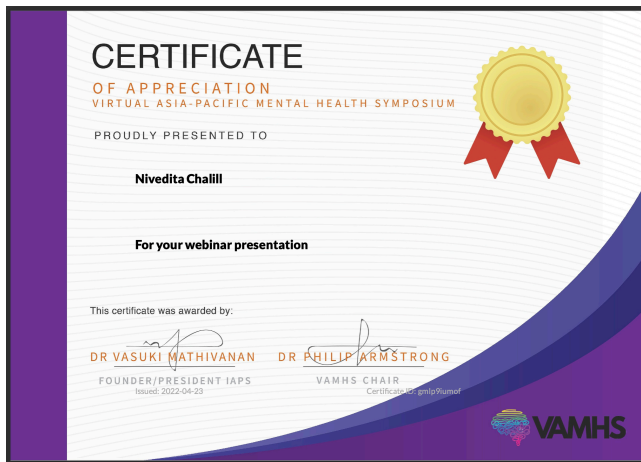 CERTIFICATE
OF APPRECIATION
VIRTUAL ASIA-PACIFIC MENTAL HEALTH SYMPOSIUM
PROUDLY PRESENTED TO
Nivedita Chalill
For your webinar presentation
This certificate was awarded by:
DR VASUKI MATHIVANAN DR PHILIP ARMSTRONG
FOUNDER/PRESIDENT IAPS VAMHS CHAIR
Issued: 2022-04-23 Certificate ID: gmlp9iumof
VAMHS